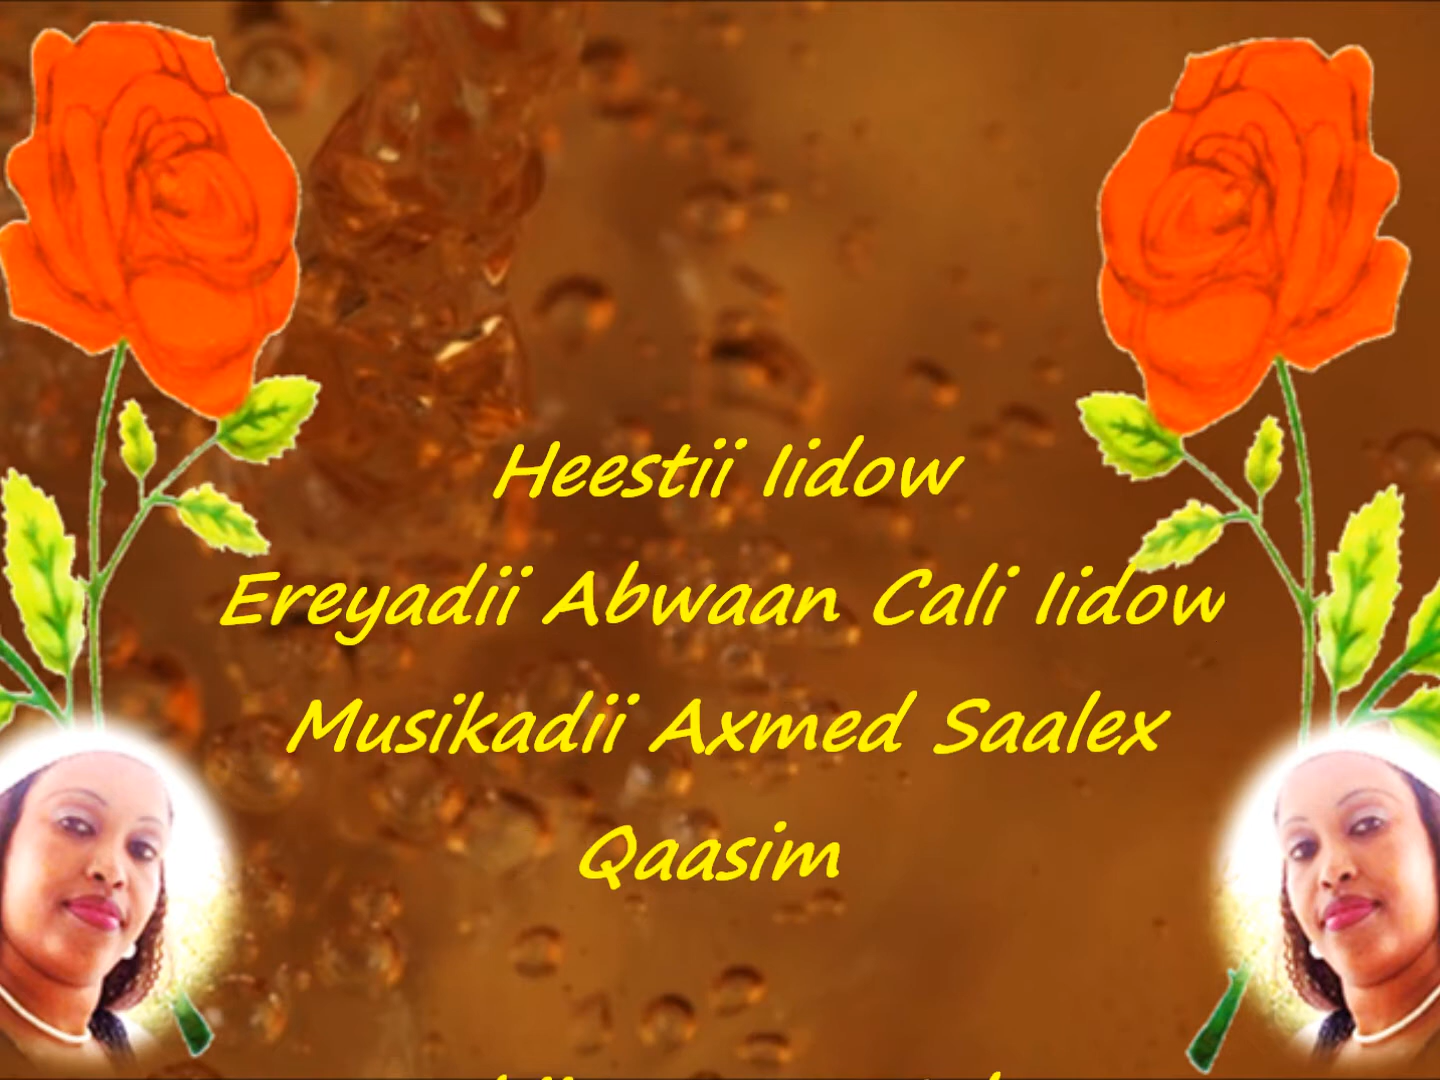 Heestii Iidow
Ereyadii Abwaan Cali Iidow
Musikadii Axmed Saalex
Qaasim